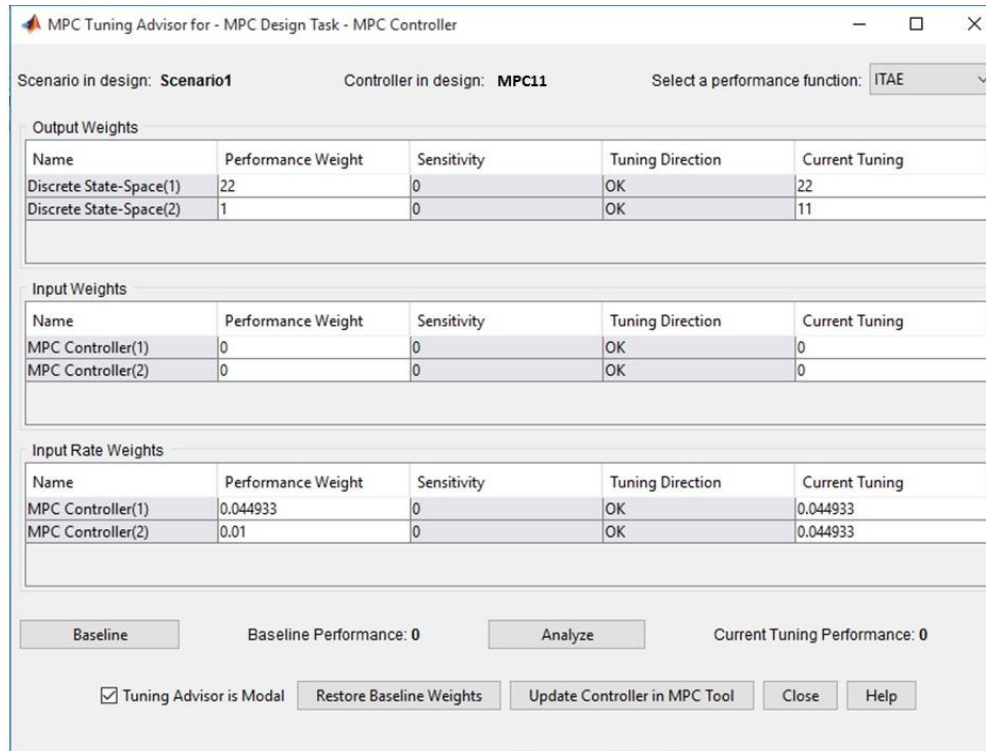 MPC Tuning Advisor for - MPC Design Task - MPC Controller
Scenario in design: Scenario1 Controller in design: MPC11 Select a performance function: ITAE
Output Weights
Name Performance Weight Sensitivity Tuning Direction Current Tuning
Discrete State-Space(1) 22 0 OK 22
Discrete State-Space(2) 1 0 OK 11
Input Weights
Name Performance Weight Sensitivity Tuning Direction Current Tuning
MPC Controller(1) 0 0 OK 0
MPC Controller(2) 0 0 OK 0
Input Rate Weights
Name Performance Weight Sensitivity Tuning Direction Current Tuning
MPC Controller(1) 0.044933 0 OK 0.044933
MPC Controller(2) 0.01 0 OK 0.044933
Baseline Baseline Performance: 0 Analyze Current Tuning Performance: 0
Tuning Advisor is Modal Restore Baseline Weights Update Controller in MPC Tool Close Help